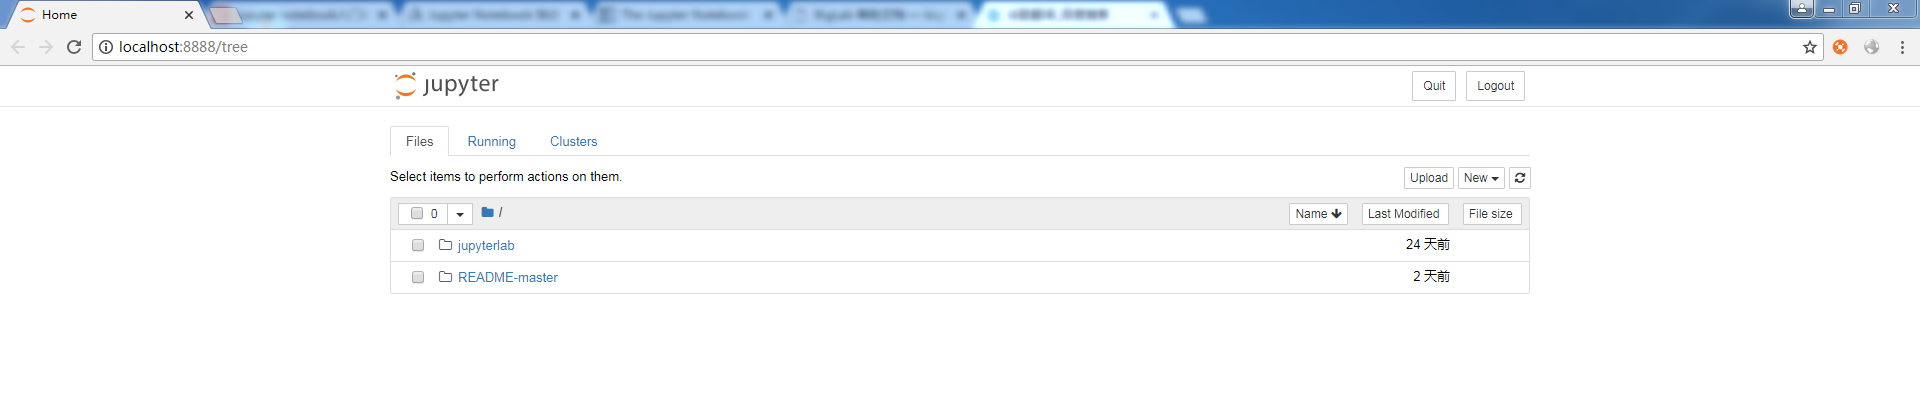 Home
localhost:8888/tree
jupyter
Quit Logout
Files Running Clusters
Select items to perform actions on them.
Upload New
0 / Name Last Modified File size
jupyterlab 24 天前
README-master 2 天前